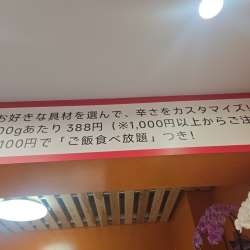 お好きな具材を選んで、辛さをカスタマイズ
00gあたり 388円 (※1,000円以上からご注
100円で「ご飯食べ放題」つき!